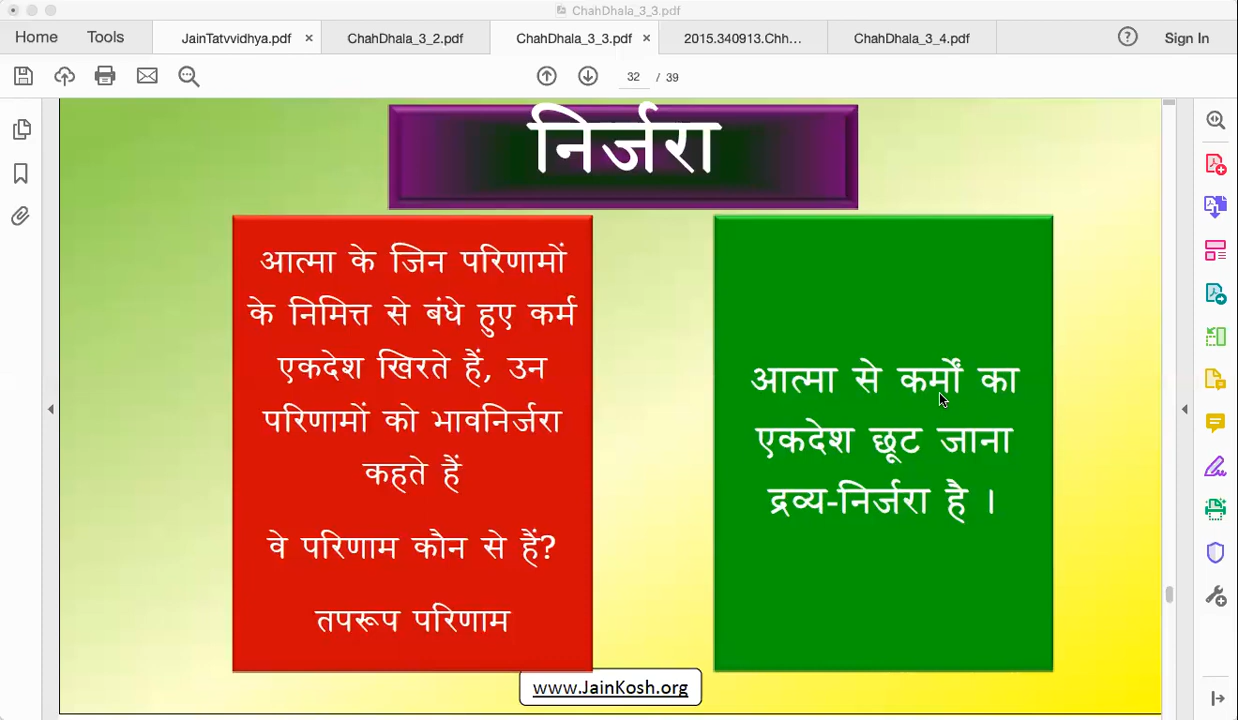 ChahDhala_3_3.pdf
Home Tools JainTatvvidhya.pdf × ChahDhala_3_2.pdf ChahDhala_3_3.pdf × 2015.340913.Chh... ChahDhala_3_4.pdf ? Sign In
32 / 39
निर्जरा
आत्मा के जिन परिणामों
के निमित्त से बंधे हुए कर्म
एकदेश खिरते हैं, उन
परिणामों को भावनिर्जरा
कहते हैं
वे परिणाम कौन से हैं?
तपरूप परिणाम
आत्मा से कर्मों का
एकदेश छूट जाना
द्रव्य-निर्जरा है ।
www.JainKosh.org